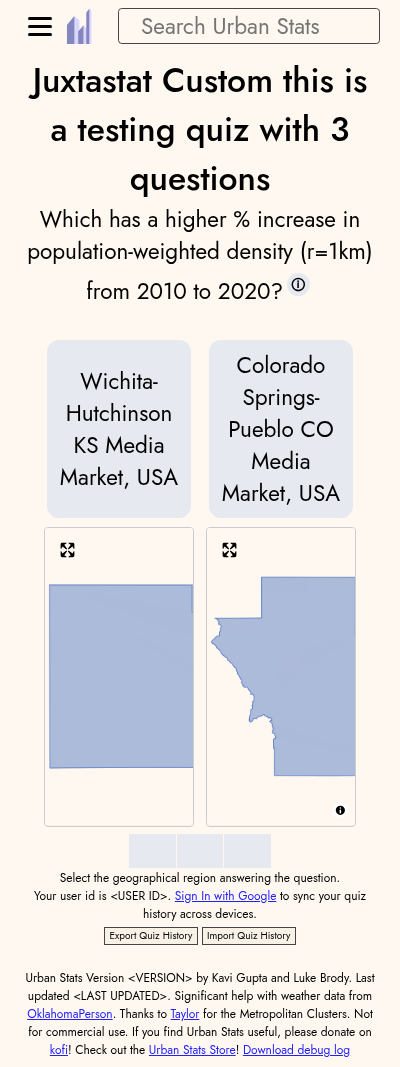 Search Urban Stats
Juxtastat Custom this is
a testing quiz with 3
questions
Which has a higher % increase in
population-weighted density (r=1km)
from 2010 to 2020? ⓘ
Wichita-
Hutchinson
KS Media
Market, USA
Colorado
Springs-
Pueblo CO
Media
Market, USA
Select the geographical region answering the question.
Your user id is <USER ID>. Sign In with Google to sync your quiz
history across devices.
Export Quiz History Import Quiz History
Urban Stats Version <VERSION> by Kavi Gupta and Luke Brody. Last
updated <LAST UPDATED>. Significant help with weather data from
OklahomaPerson. Thanks to Taylor for the Metropolitan Clusters. Not
for commercial use. If you find Urban Stats useful, please donate on
kofi! Check out the Urban Stats Store! Download debug log